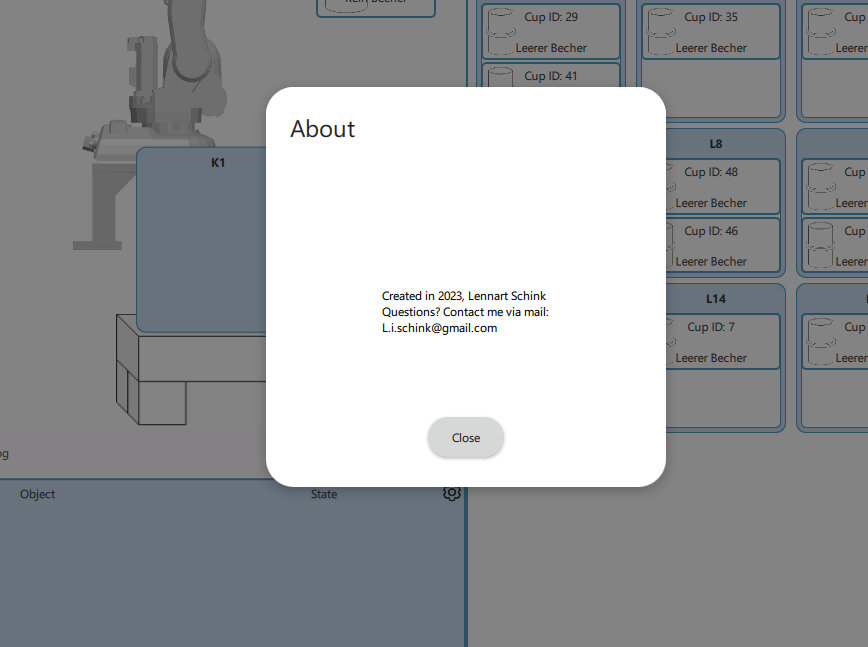 Kein Becher
Cup ID: 29
Leerer Becher
Cup ID: 41
Cup ID: 35
Leerer Becher
Cup
Leerer
K1
About
Created in 2023, Lennart Schink
Questions? Contact me via mail:
L.i.schink@gmail.com
Close
L8
Cup ID: 48
Leerer Becher
Cup ID: 46
Leerer Becher
Cup
Leerer
Cup
Leerer
L14
Cup ID: 7
Leerer Becher
Cup
Leerer
og
Object
State